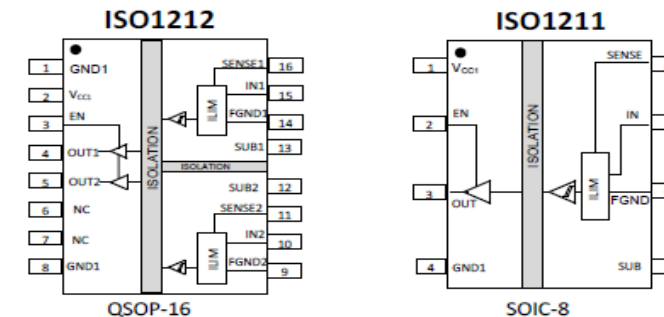 ISO1212
1 GND1
2 Vcc1
3 EN
4 OUT1
5 OUT2
6 NC
7 NC
8 GND1
ISOLATION
ISOLATION
ILIM
ILIM
SENSE1 16
IN1 15
FGND1 14
SUB1 13
SUB2 12
SENSE2 11
IN2 10
FGND2 9
QSOP-16
ISO1211
1 Vcc1
2 EN
3 OUT
4 GND1
ISOLATION
ILIM
SENSE
IN
FGND
SUB
SOIC-8